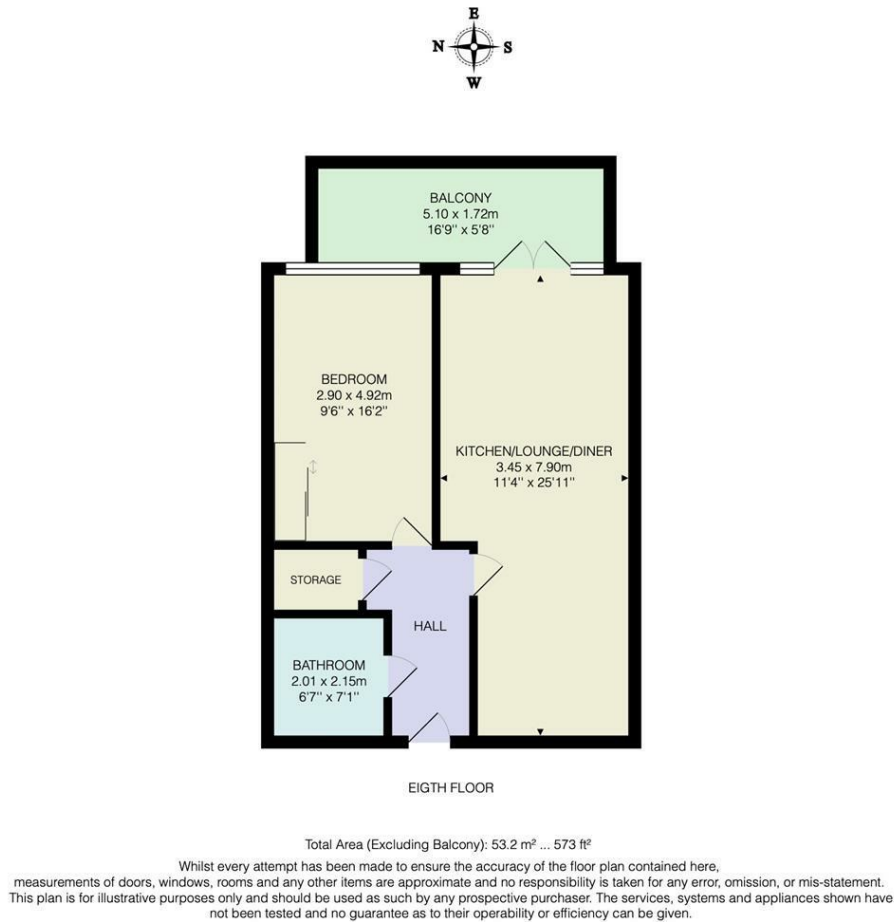 E
N S
W
BALCONY
5.10 x 1.72m
16'9'' x 5'8''
BEDROOM
2.90 x 4.92m
9'6'' x 16'2''
KITCHEN/LOUNGE/DINER
3.45 x 7.90m
11'4'' x 25'11''
STORAGE
HALL
BATHROOM
2.01 x 2.15m
6'7'' x 7'1''
EIGTH FLOOR
Total Area (Excluding Balcony): 53.2 m² ... 573 ft²
Whilst every attempt has been made to ensure the accuracy of the floor plan contained here,
measurements of doors, windows, rooms and any other items are approximate and no responsibility is taken for any error, omission, or mis-statement.
This plan is for illustrative purposes only and should be used as such by any prospective purchaser. The services, systems and appliances shown have
not been tested and no guarantee as to their operability or efficiency can be given.